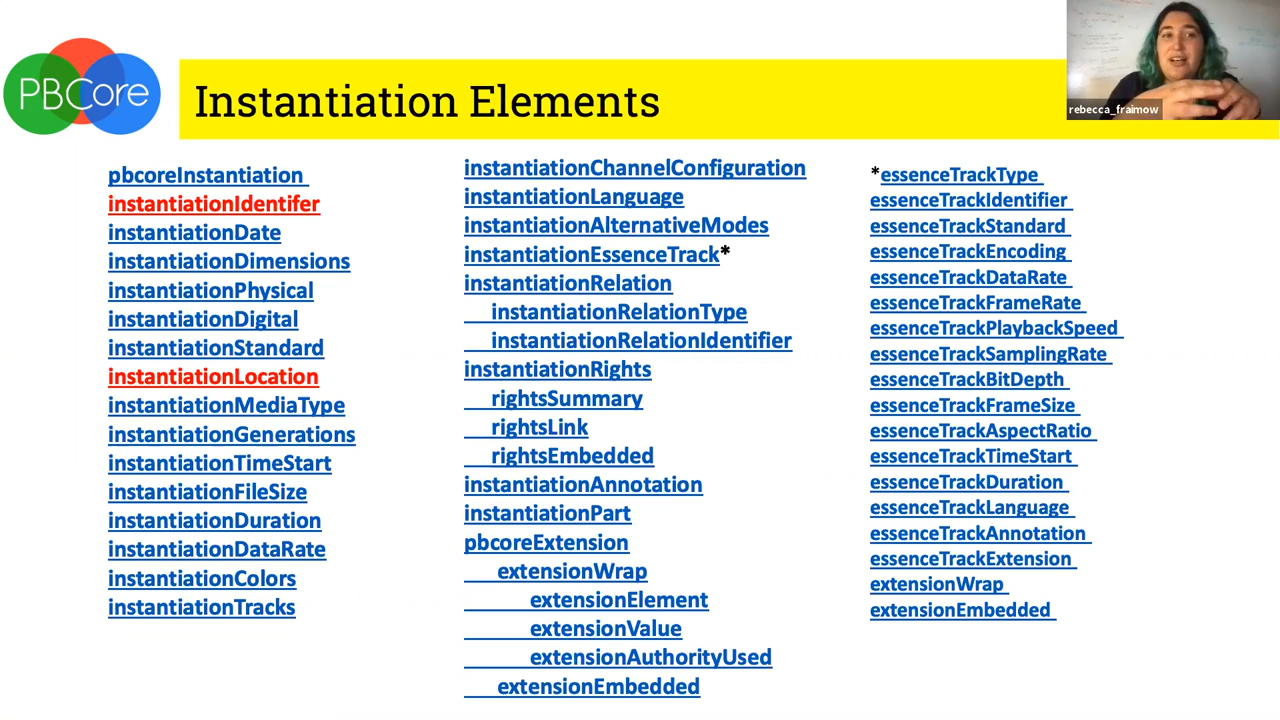 PBCore
Instantiation Elements
rebecca_fraimow
pbcoreInstantiation
instantiationIdentifer
instantiationDate
instantiationDimensions
instantiationPhysical
instantiationDigital
instantiationStandard
instantiationLocation
instantiationMediaType
instantiationGenerations
instantiationTimeStart
instantiationFileSize
instantiationDuration
instantiationDataRate
instantiationColors
instantiationTracks
instantiationChannelConfiguration
instantiationLanguage
instantiationAlternativeModes
instantiationEssenceTrack*
instantiationRelation
instantiationRelationType
instantiationRelationIdentifier
instantiationRights
rightsSummary
rightsLink
rightsEmbedded
instantiationAnnotation
instantiationPart
pbcoreExtension
extensionWrap
extensionElement
extensionValue
extensionAuthorityUsed
extensionEmbedded
*essenceTrackType
essenceTrackIdentifier
essenceTrackStandard
essenceTrackEncoding
essenceTrackDataRate
essenceTrackFrameRate
essenceTrackPlaybackSpeed
essenceTrackSamplingRate
essenceTrackBitDepth
essenceTrackFrameSize
essenceTrackAspectRatio
essenceTrackTimeStart
essenceTrackDuration
essenceTrackLanguage
essenceTrackAnnotation
essenceTrackExtension
extensionWrap
extensionEmbedded